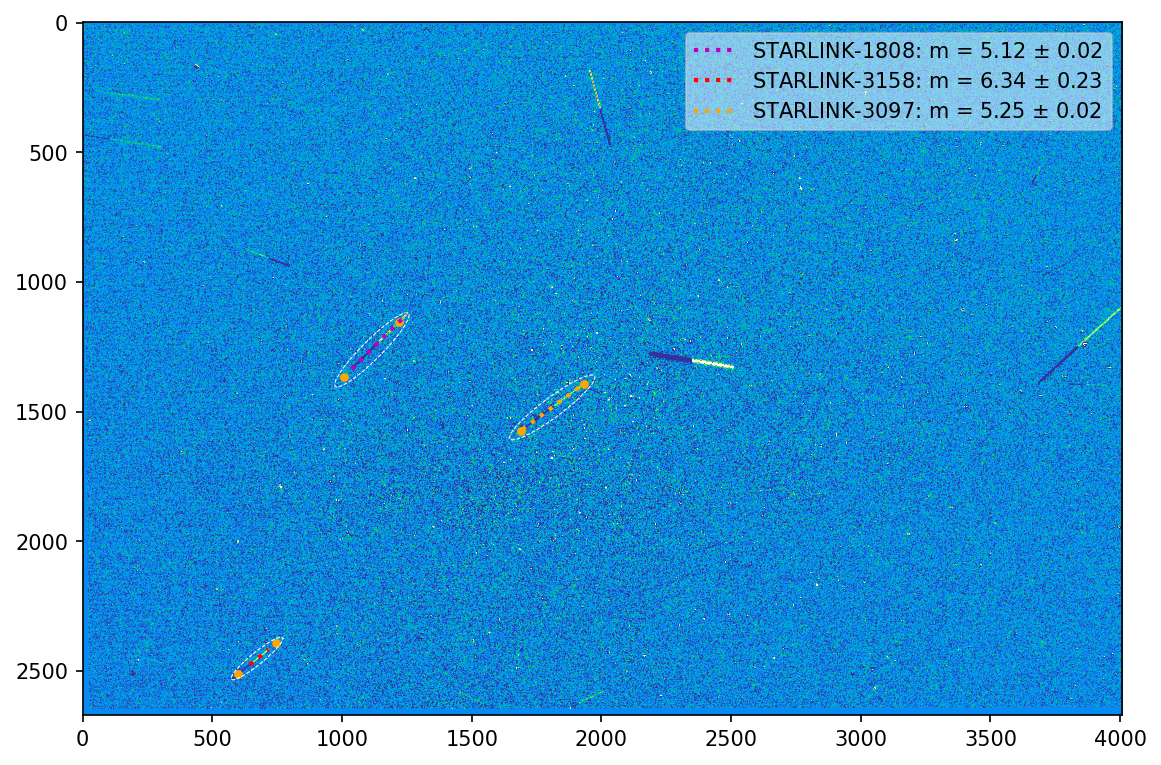 STARLINK-1808: m = 5.12 ± 0.02
STARLINK-3158: m = 6.34 ± 0.23
STARLINK-3097: m = 5.25 ± 0.02
0
500
1000
1500
2000
2500
0 500 1000 1500 2000 2500 3000 3500 4000